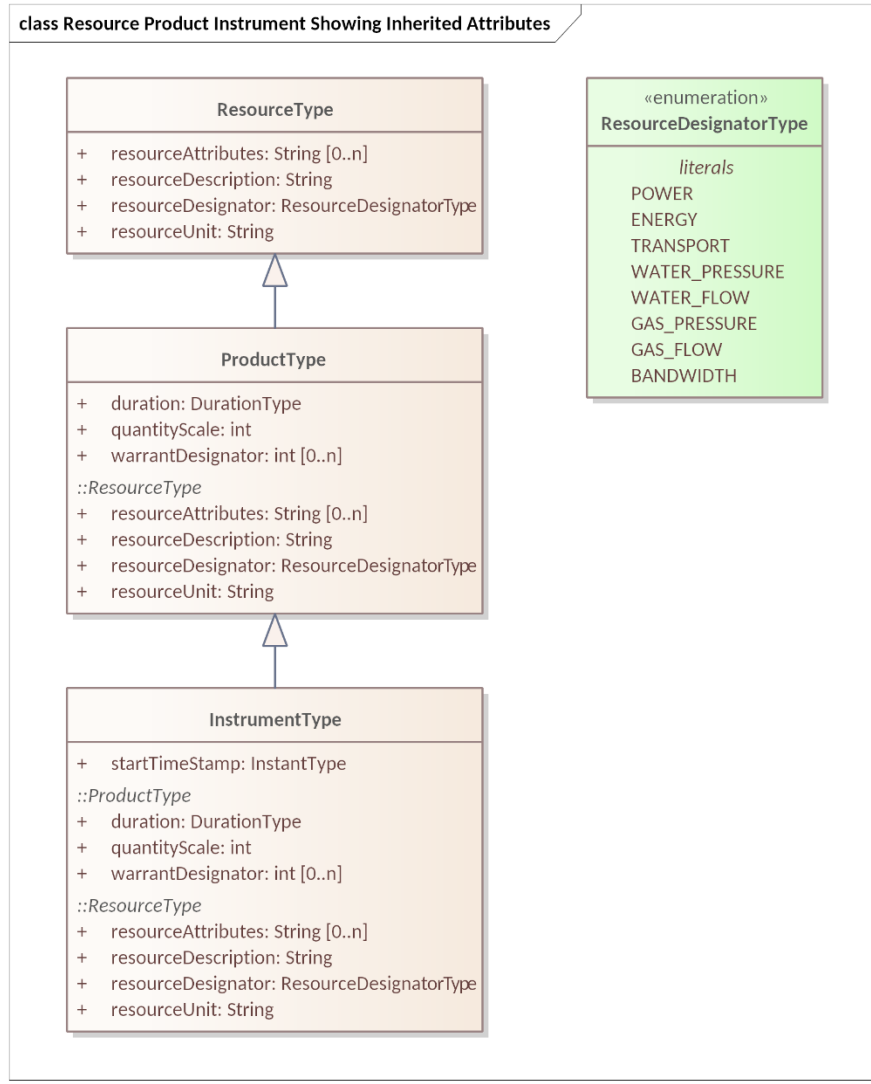 class Resource Product Instrument Showing Inherited Attributes
ResourceType
+ resourceAttributes: String [0..n]
+ resourceDescription: String
+ resourceDesignator: ResourceDesignatorType
+ resourceUnit: String
ProductType
+ duration: DurationType
+ quantityScale: int
+ warrantDesignator: int [0..n]
::ResourceType
+ resourceAttributes: String [0..n]
+ resourceDescription: String
+ resourceDesignator: ResourceDesignatorType
+ resourceUnit: String
InstrumentType
+ startTimeStamp: InstantType
::ProductType
+ duration: DurationType
+ quantityScale: int
+ warrantDesignator: int [0..n]
::ResourceType
+ resourceAttributes: String [0..n]
+ resourceDescription: String
+ resourceDesignator: ResourceDesignatorType
+ resourceUnit: String
«enumeration»
ResourceDesignatorType
literals
POWER
ENERGY
TRANSPORT
WATER_PRESSURE
WATER_FLOW
GAS_PRESSURE
GAS_FLOW
BANDWIDTH